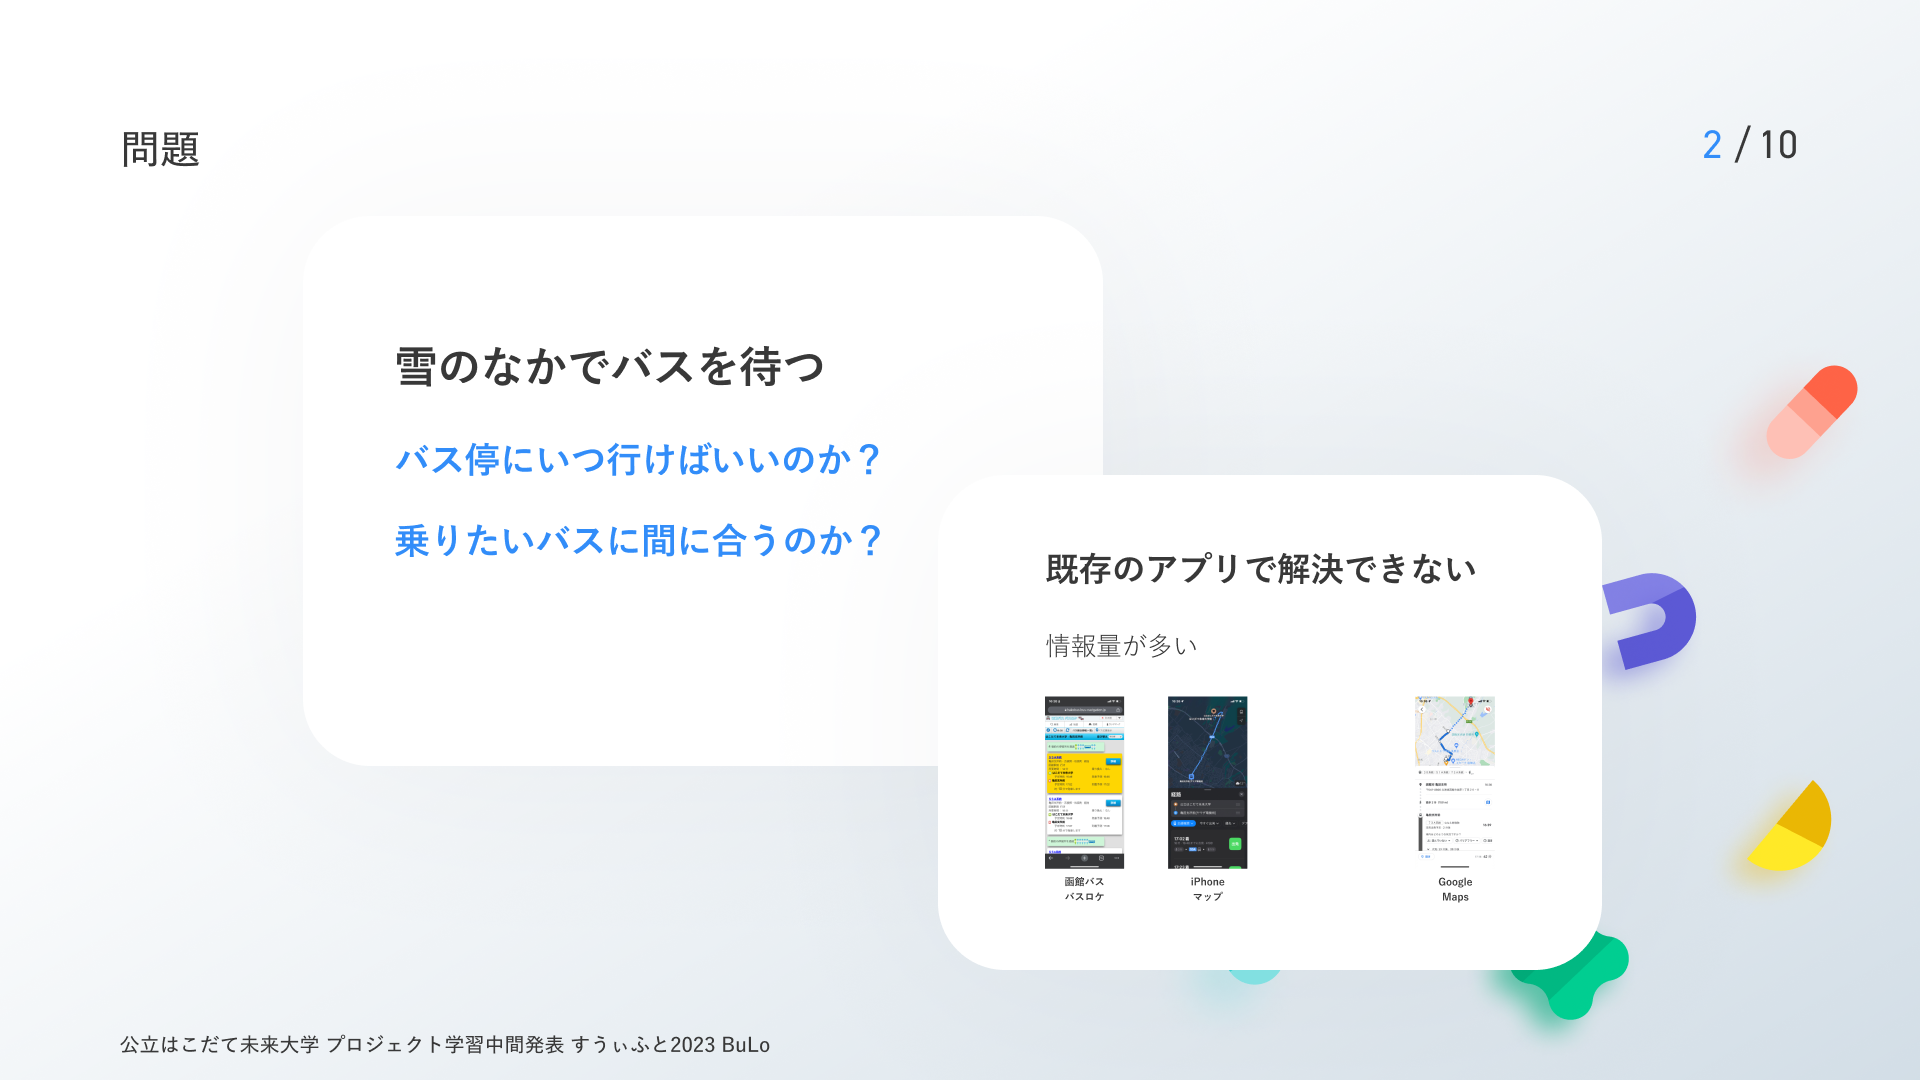 問題
2 / 10
雪のなかでバスを待つ
バス停にいつ行けばいいのか？
乗りたいバスに間に合うのか？
既存のアプリで解決できない
情報量が多い
函館バス
バスロケ
iPhone
マップ
Google
Maps
公立はこだて未来大学 プロジェクト学習中間発表 すうぃふと2023 BuLo